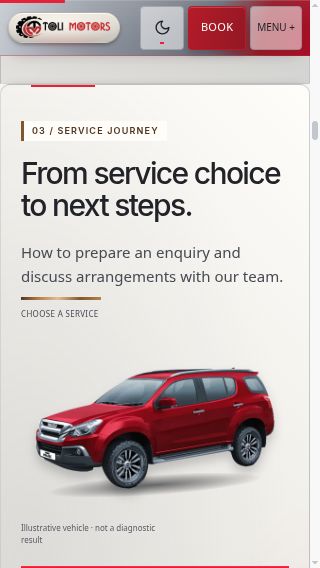 TOLI MOTORS
BOOK
MENU +
03 / SERVICE JOURNEY
From service choice
to next steps.
How to prepare an enquiry and
discuss arrangements with our team.
CHOOSE A SERVICE
Illustrative vehicle · not a diagnostic
result